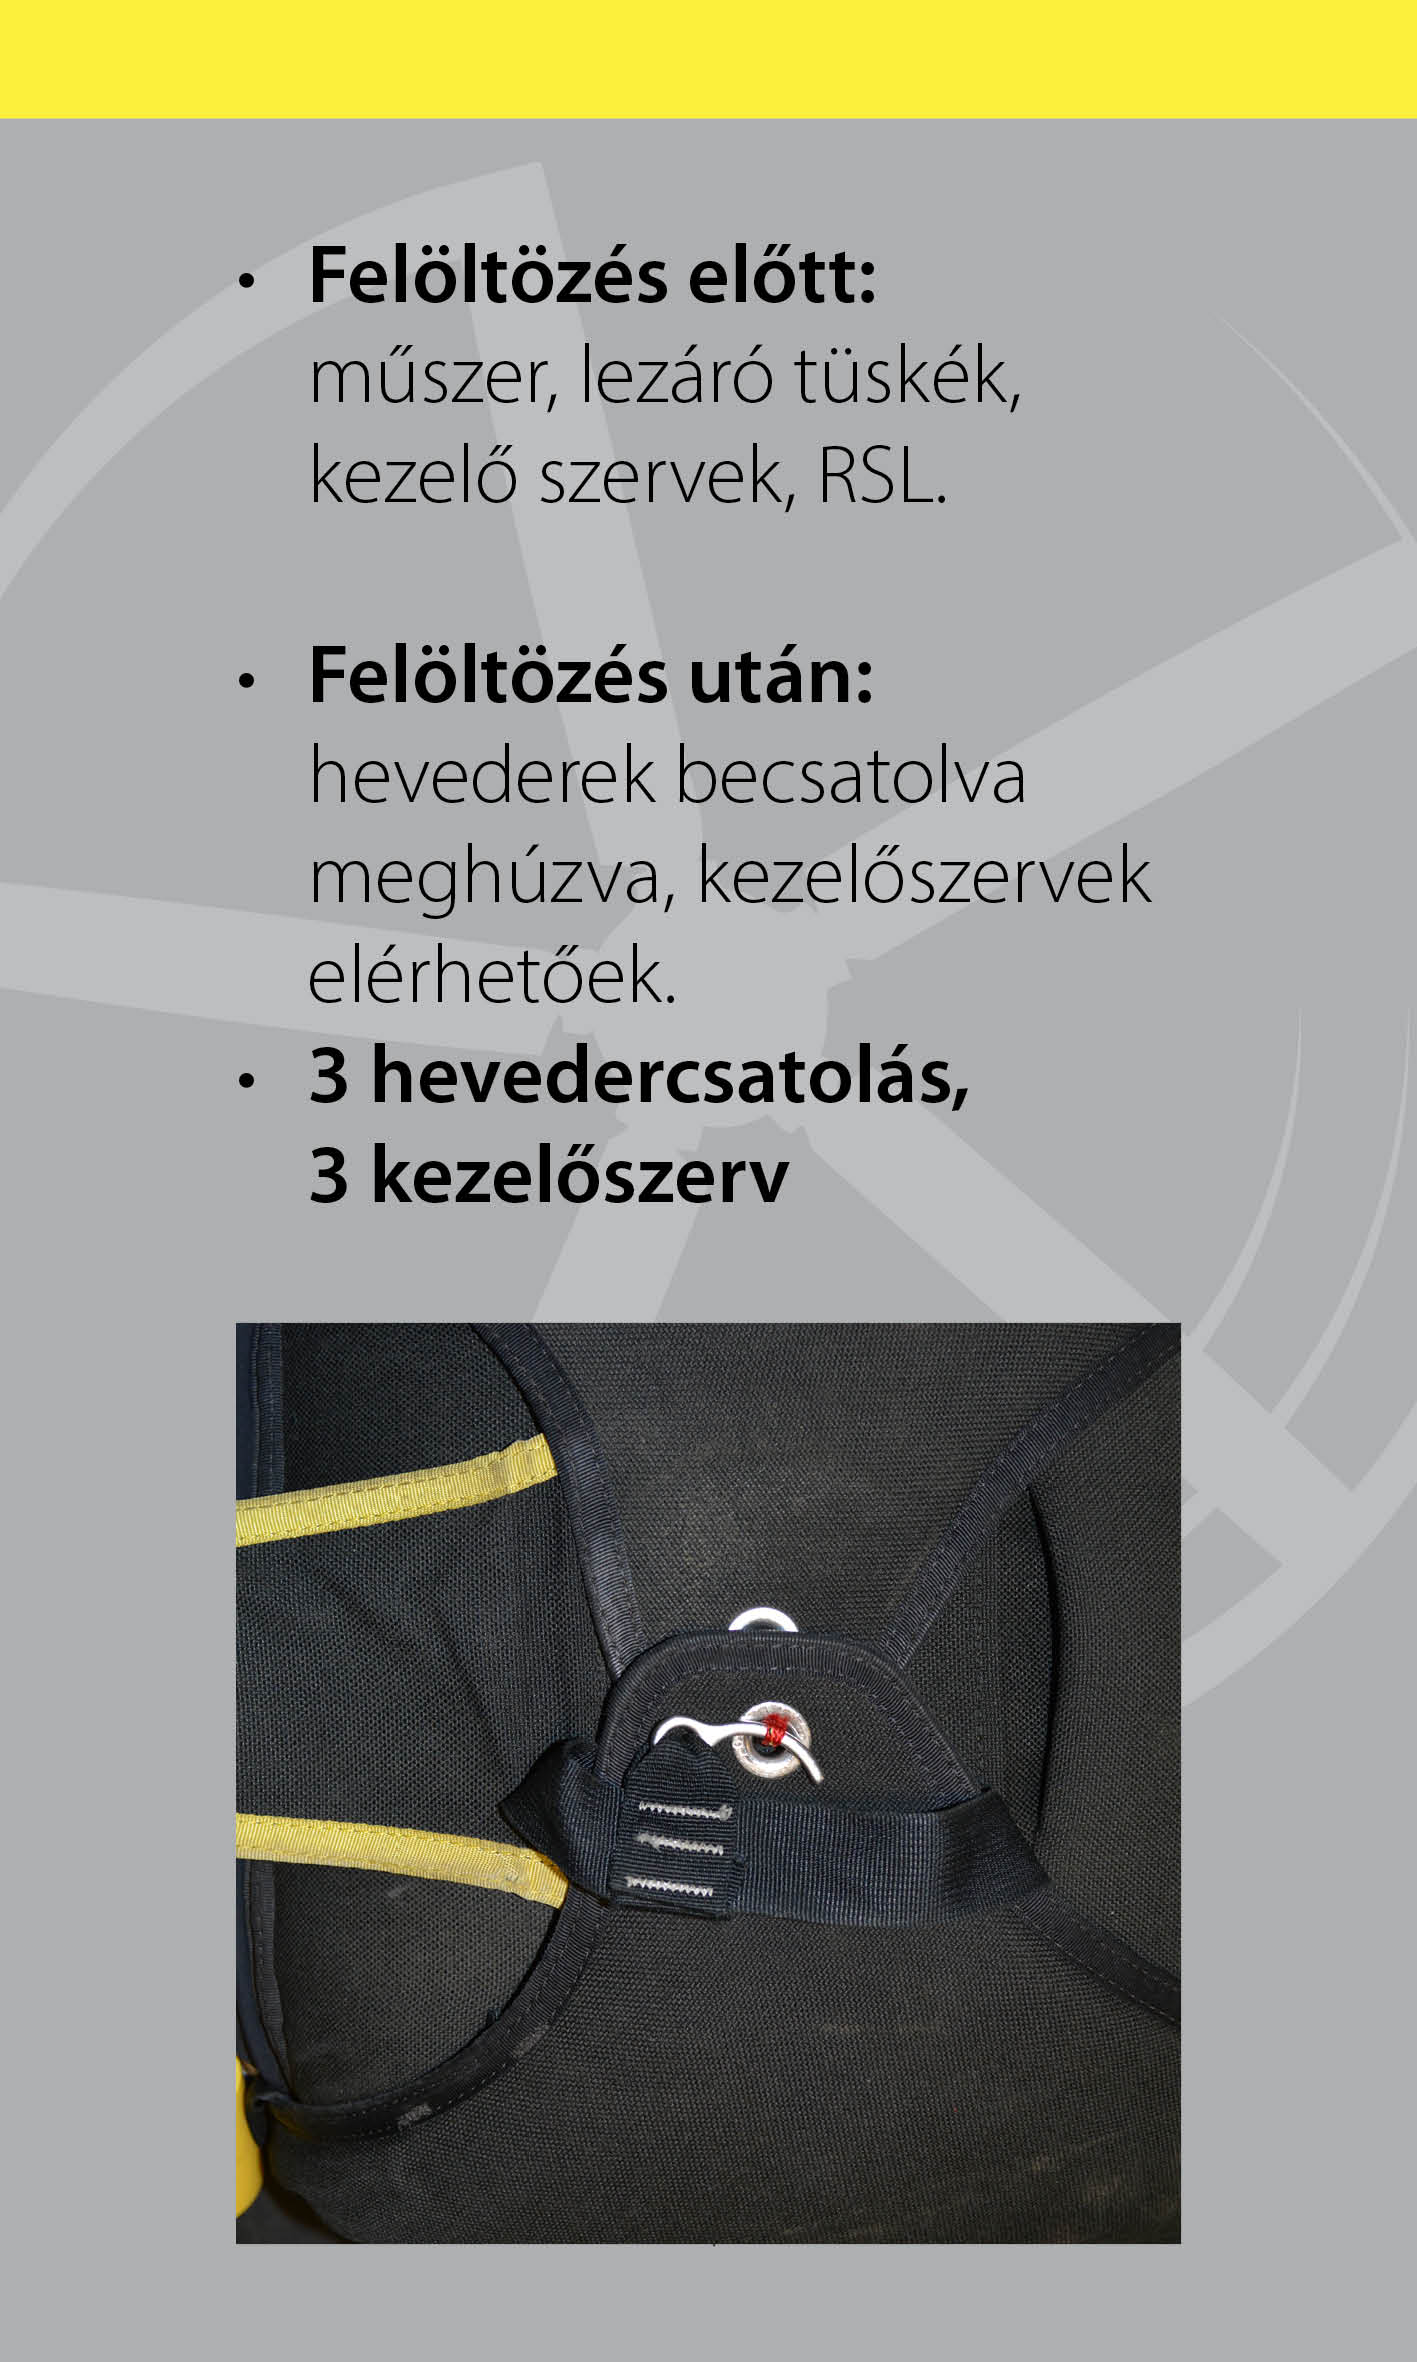 • Felöltözés előtt:
műszer, lezáró tüskék,
kezelő szervek, RSL.
• Felöltözés után:
hevederek becsatolva
meghúzva, kezelőszervek
elérhetőek.
• 3 hevedercsatolás,
3 kezelőszerv